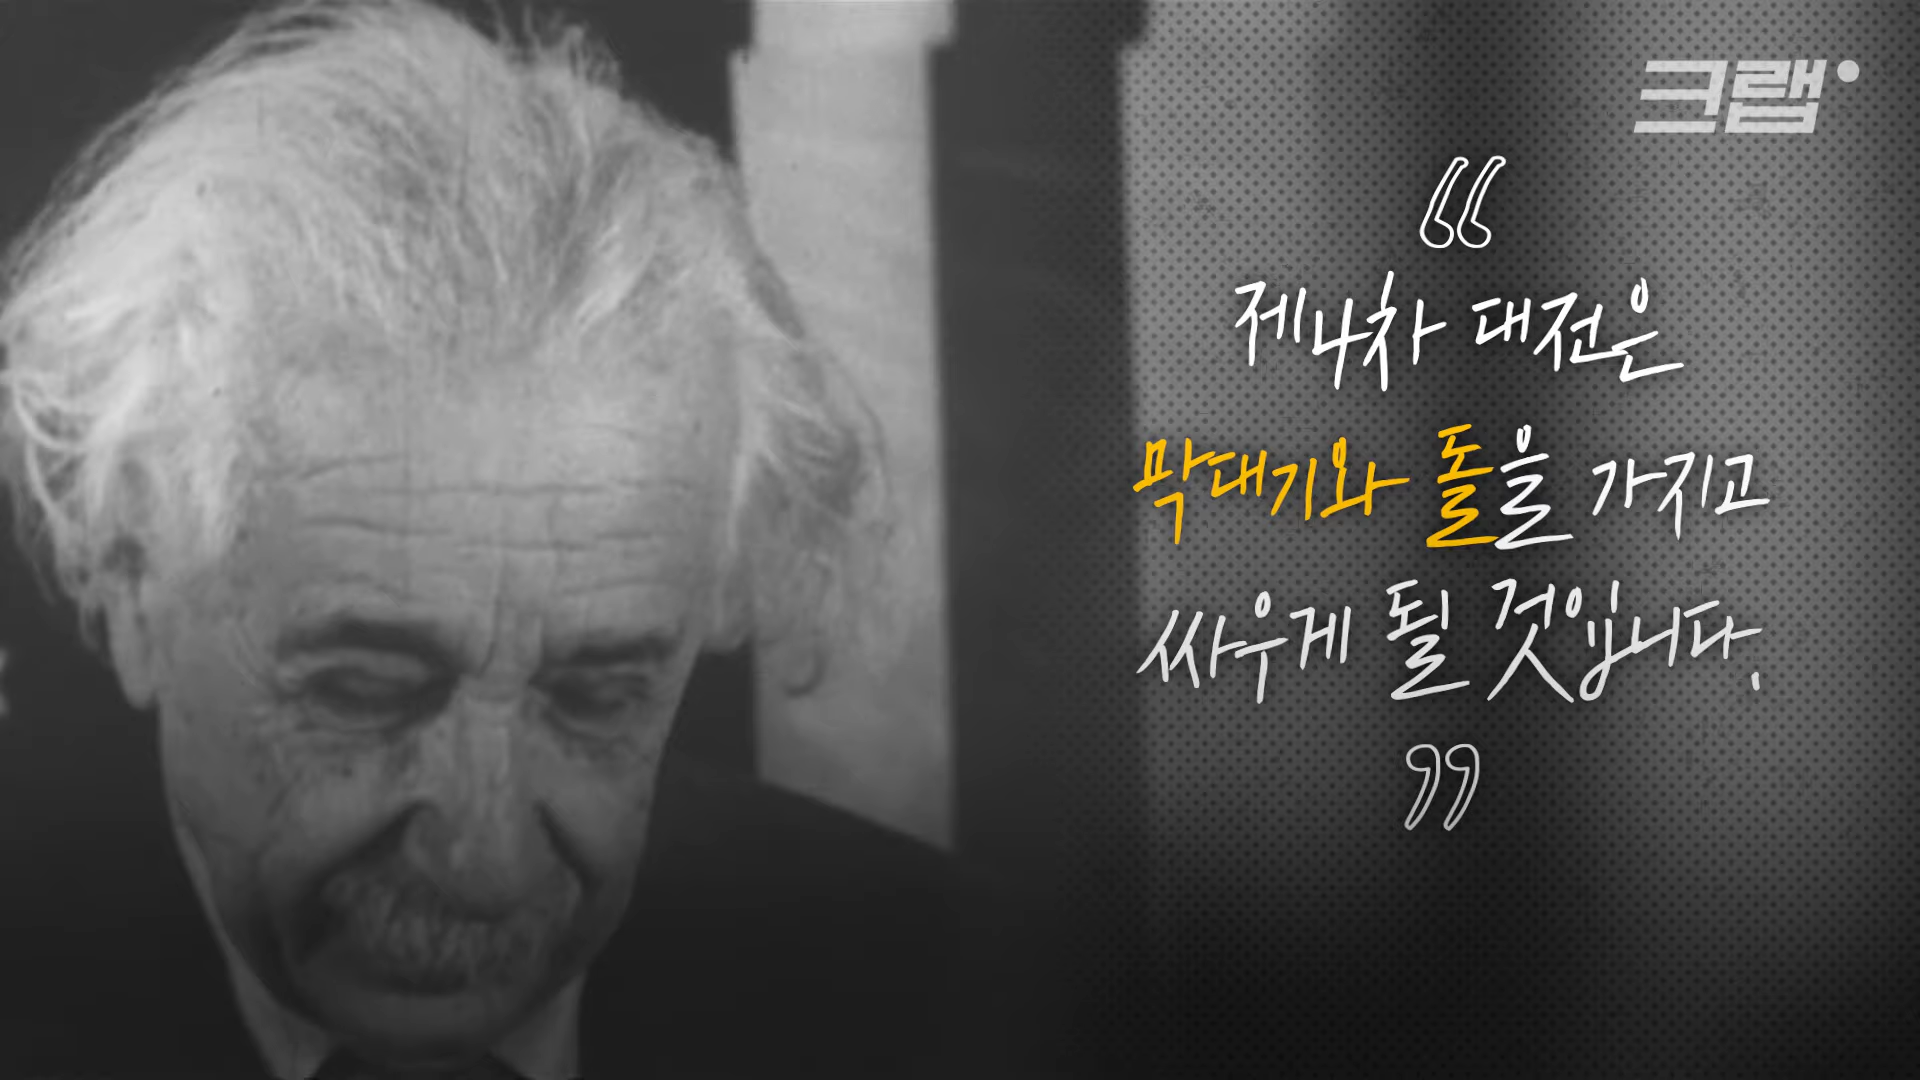 크랩
“
제4차 대전은
막대기와 돌을 가지고
싸우게 될 것입니다.
”